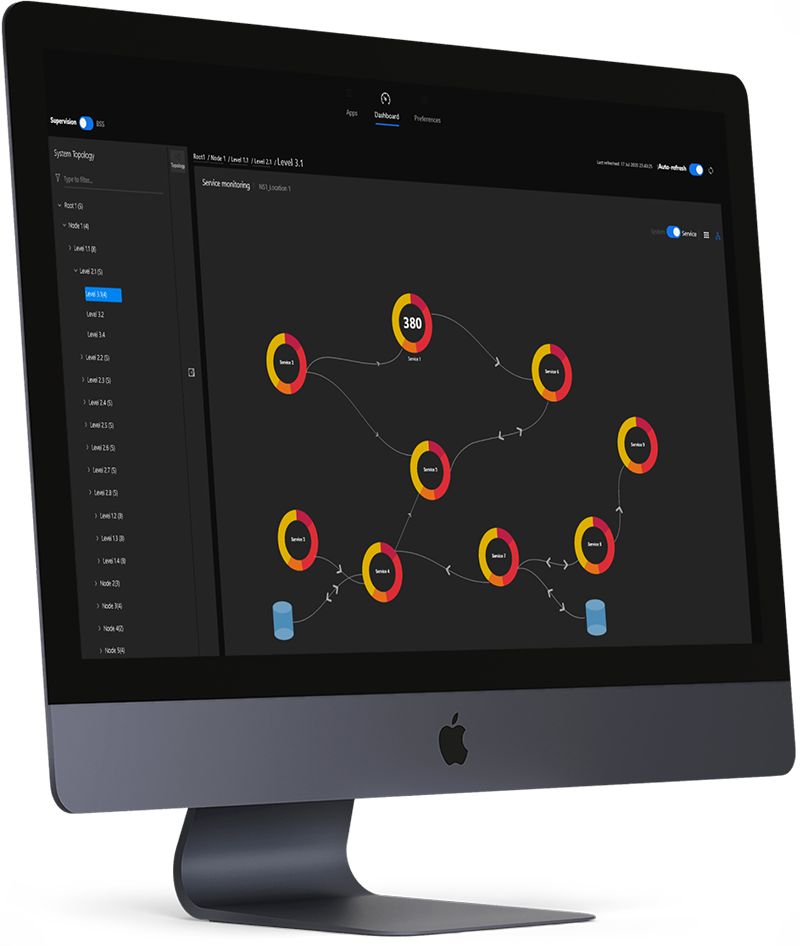 Apps
Dashboard
Preferences
Supervision
BSS
System Topology
Topology
Type to filter...
Root 1 (5)
Node 1 (4)
Level 1.1 (8)
Level 2.1 (5)
Level 3.1(4)
Level 3.2
Level 3.4
Level 2.2 (5)
Level 2.3 (5)
Level 2.4 (5)
Level 2.5 (5)
Level 2.6 (5)
Level 2.7 (5)
Level 2.8 (5)
Level 1.2 (8)
Level 1.3 (8)
Level 1.4 (8)
Node 2(3)
Node 3(4)
Node 4(2)
Node 5(4)
Root1 / Node 1 / Level 1.1 / Level 2.1 / Level 3.1
Last refreshed: 17 Jul 2020 23:40:25
Auto-refresh
Service monitoring
NS1_Location 1
System
Service
380
Service 1
Service 2
Service 6
Service 5
Service 9
Service 3
Service 4
Service 7
Service 8